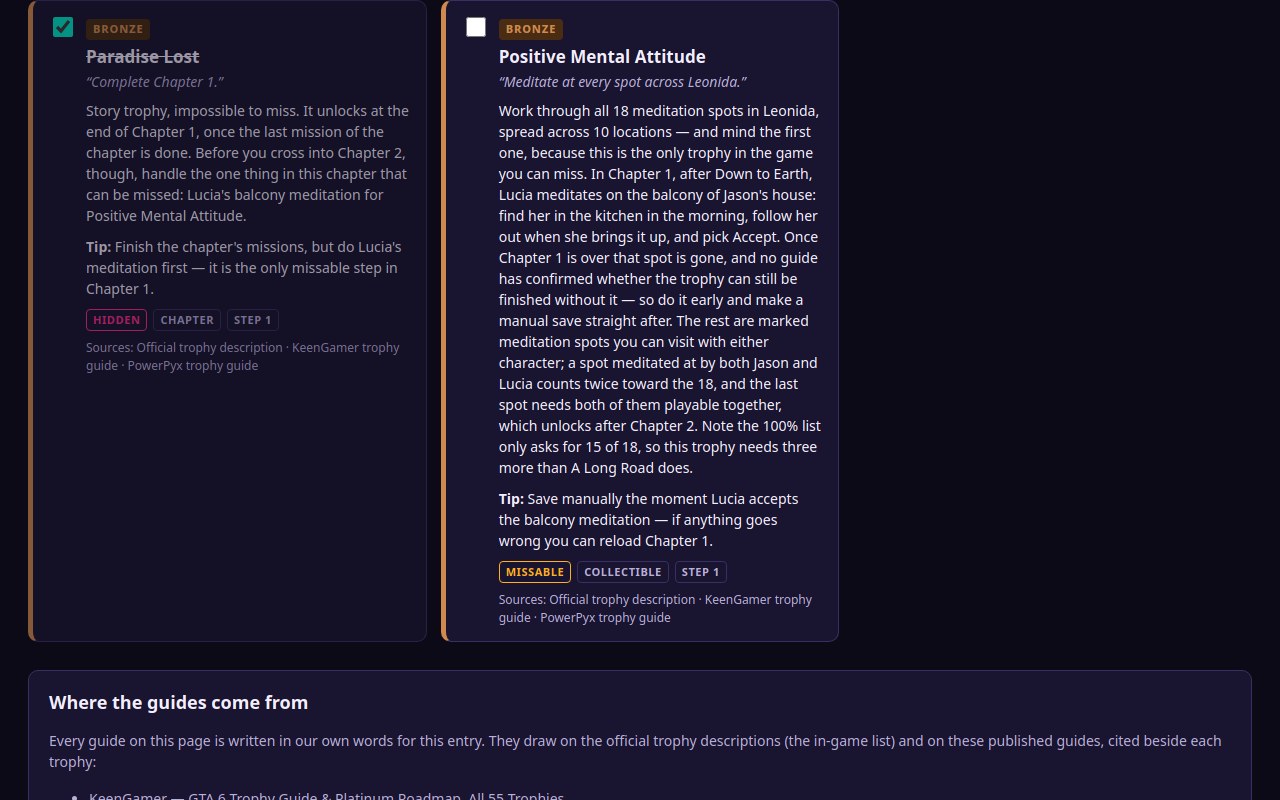 BRONZE
Paradise Lost
“Complete Chapter 1.”
Story trophy, impossible to miss. It unlocks at the
end of Chapter 1, once the last mission of the
chapter is done. Before you cross into Chapter 2,
though, handle the one thing in this chapter that
can be missed: Lucia's balcony meditation for
Positive Mental Attitude.
Tip: Finish the chapter's missions, but do Lucia's
meditation first — it is the only missable step in
Chapter 1.
HIDDEN CHAPTER STEP 1
Sources: Official trophy description · KeenGamer trophy
guide · PowerPyx trophy guide
BRONZE
Positive Mental Attitude
“Meditate at every spot across Leonida.”
Work through all 18 meditation spots in Leonida,
spread across 10 locations — and mind the first
one, because this is the only trophy in the game
you can miss. In Chapter 1, after Down to Earth,
Lucia meditates on the balcony of Jason's house:
find her in the kitchen in the morning, follow her
out when she brings it up, and pick Accept. Once
Chapter 1 is over that spot is gone, and no guide
has confirmed whether the trophy can still be
finished without it — so do it early and make a
manual save straight after. The rest are marked
meditation spots you can visit with either
character; a spot meditated at by both Jason and
Lucia counts twice toward the 18, and the last
spot needs both of them playable together,
which unlocks after Chapter 2. Note the 100% list
only asks for 15 of 18, so this trophy needs three
more than A Long Road does.
Tip: Save manually the moment Lucia accepts
the balcony meditation — if anything goes
wrong you can reload Chapter 1.
MISSABLE COLLECTIBLE STEP 1
Sources: Official trophy description · KeenGamer trophy
guide · PowerPyx trophy guide
Where the guides come from
Every guide on this page is written in our own words for this entry. They draw on the official trophy descriptions (the in-game list) and on these published guides, cited beside each
trophy:
KeenGamer — GTA 6 Trophy Guide & Platinum Roadmap, All 55 Trophies